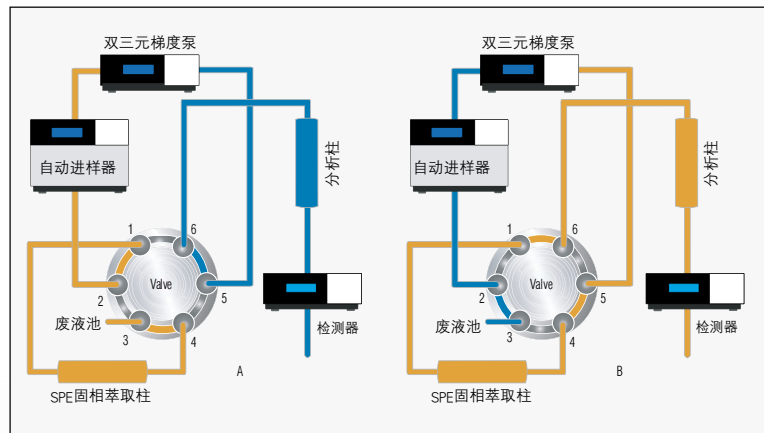 双三元梯度泵
自动进样器
分析柱
1
6
2
Valve
5
废液池
3
4
检测器
SPE固相萃取柱
A
双三元梯度泵
自动进样器
分析柱
1
6
2
Valve
5
废液池
3
4
检测器
SPE固相萃取柱
B